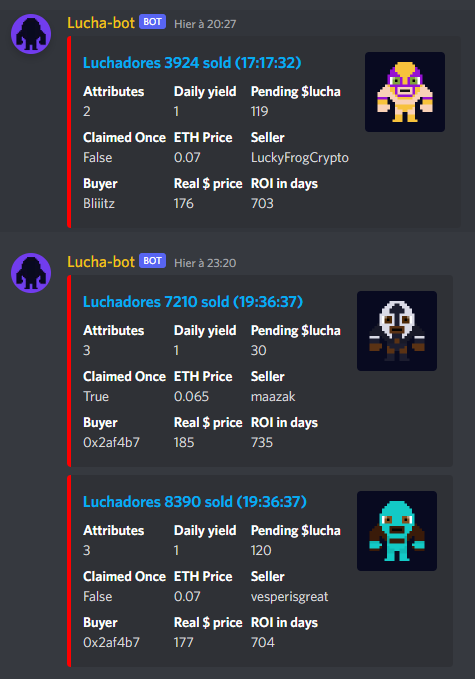 Lucha-bot BOT Hier à 20:27
Luchadores 3924 sold (17:17:32)
Attributes Daily yield Pending $lucha
2 1 119
Claimed Once ETH Price Seller
False 0.07 LuckyFrogCrypto
Buyer Real $ price ROI in days
Bliiitz 176 703
Lucha-bot BOT Hier à 23:20
Luchadores 7210 sold (19:36:37)
Attributes Daily yield Pending $lucha
3 1 30
Claimed Once ETH Price Seller
True 0.065 maazak
Buyer Real $ price ROI in days
0x2af4b7 185 735
Luchadores 8390 sold (19:36:37)
Attributes Daily yield Pending $lucha
3 1 120
Claimed Once ETH Price Seller
False 0.07 vesperisgreat
Buyer Real $ price ROI in days
0x2af4b7 177 704